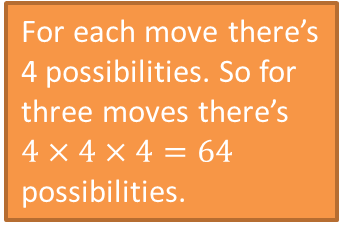 For each move there’s
4 possibilities. So for
three moves there’s
4 × 4 × 4 = 64
possibilities.